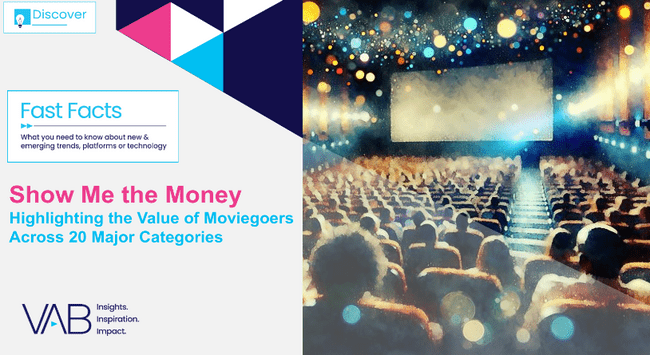 Discover
Fast Facts
What you need to know about new &
emerging trends, platforms or technology
Show Me the Money
Highlighting the Value of Moviegoers
Across 20 Major Categories
VAB
Insights.
Inspiration.
Impact.